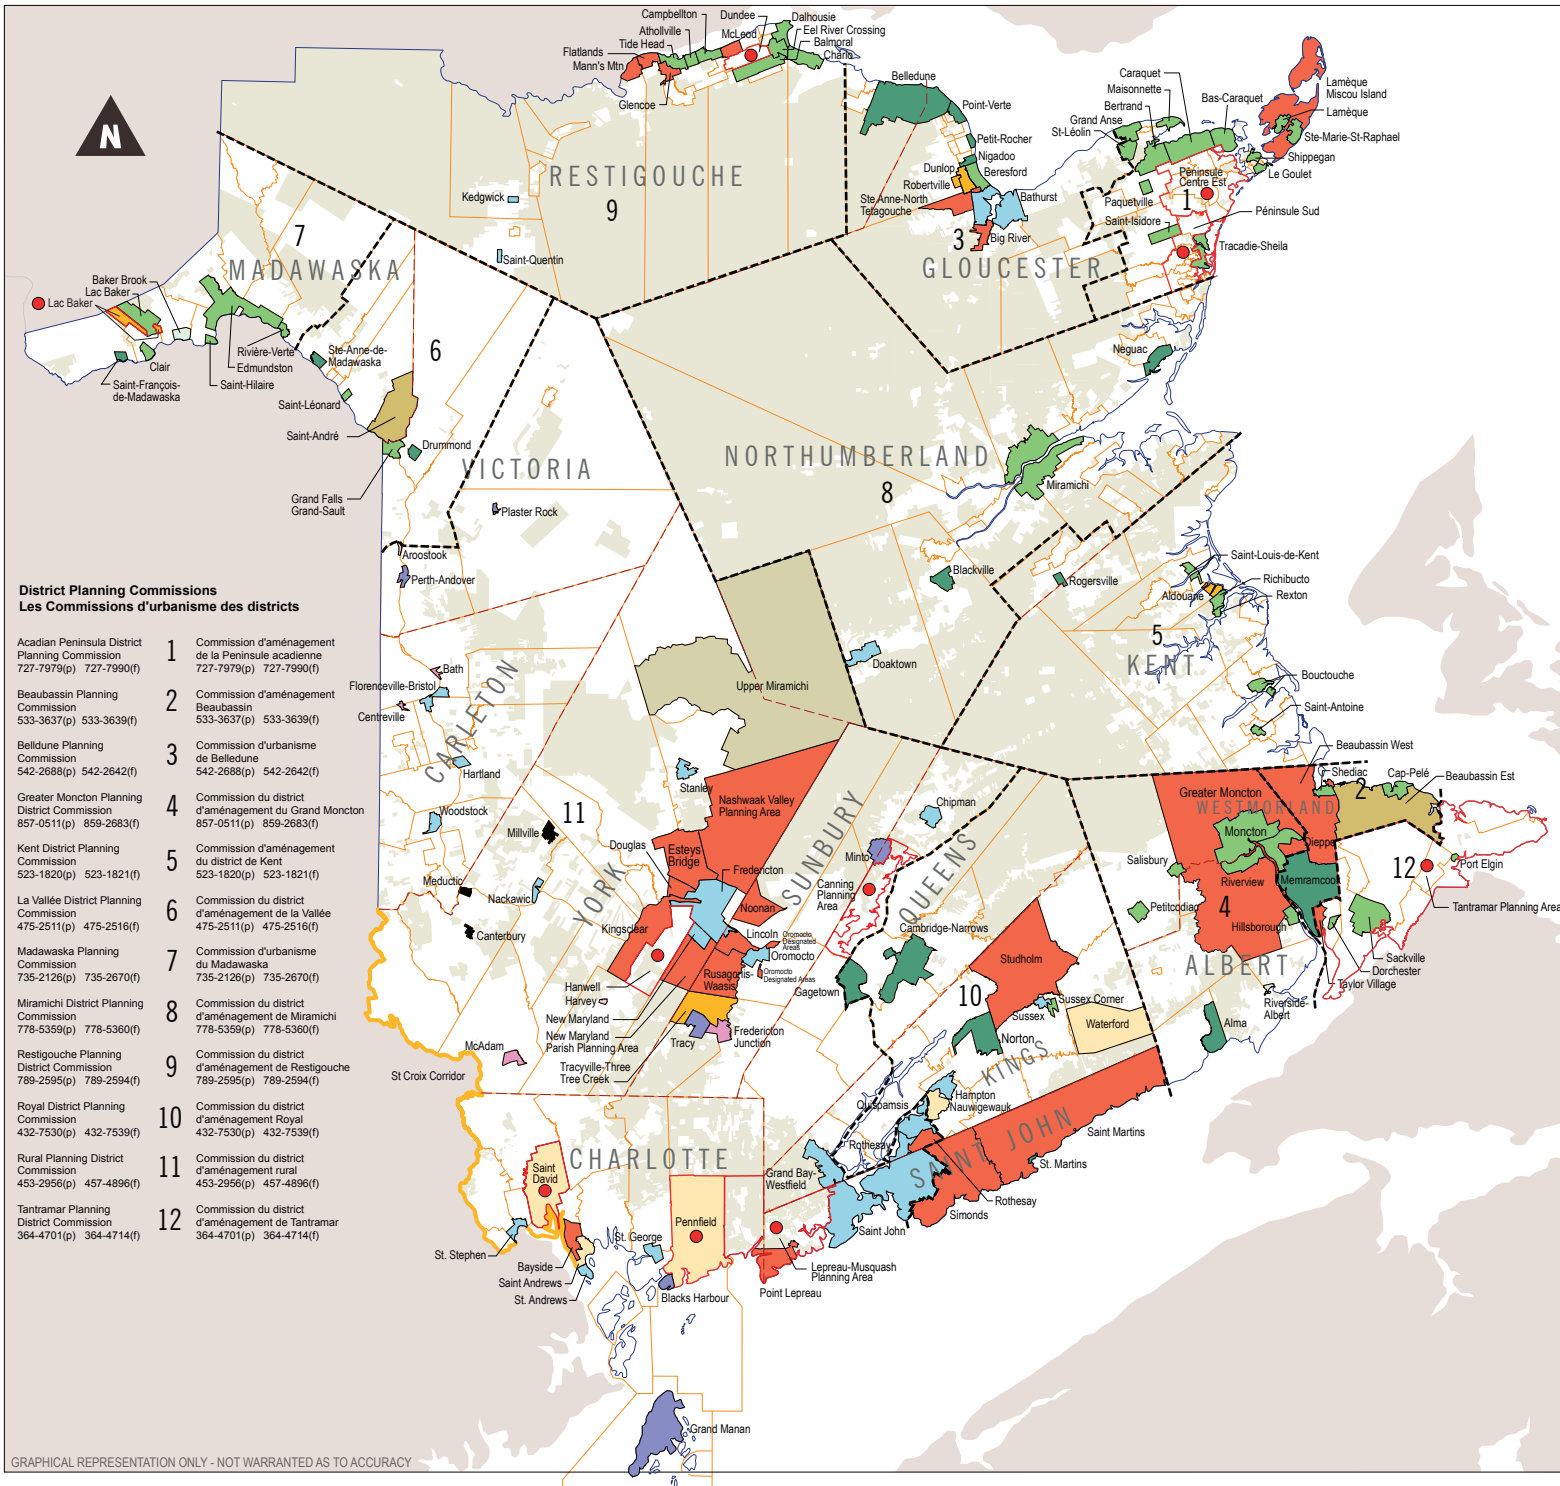 Campbellton
Dundee
Dalhousie
Atholville
McLeod
Eel River Crossing
Tide Head
Balmoral
Flatlands
Charlo
Mann's Mtn
Glencoe
Belledune
Point-Verte
Petit-Rocher
Nigadoo
Dunlop
Beresford
Robertville
Ste Anne-North
Tetagouche
Bathurst
Big River
Caraquet
Maisonnette
Bertrand
Bas-Caraquet
Grand Anse
St-Léolin
Lamèque
Miscou Island
Lamèque
Ste-Marie-St-Raphael
Shippegan
Le Goulet
Péninsule
Centre Est
Paquetville
1
Péninsule Sud
Saint-Isidore
Tracadie-Sheila
N
RESTIGOUCHE
9
Kedgwick
Saint-Quentin
3
GLOUCESTER
7
MADAWASKA
Baker Brook
Lac Baker
Lac Baker
Rivière-Verte
Edmundston
Clair
Saint-Hilaire
Saint-François-
de-Madawaska
Ste-Anne-de-
Madawaska
6
Saint-Léonard
Saint-André
Drummond
Grand Falls
Grand-Sault
VICTORIA
Plaster Rock
Aroostook
Perth-Andover
Neguac
NORTHUMBERLAND
8
Miramichi
Blackville
Rogersville
Doaktown
Upper Miramichi
Saint-Louis-de-Kent
Richibucto
Aldouane
Rexton
5
KENT
Bouctouche
Saint-Antoine
District Planning Commissions
Les Commissions d'urbanisme des districts
Acadian Peninsula District
Planning Commission
727-7979(p) 727-7990(f)
1
Commission d'aménagement
de la Peninsule acadienne
727-7979(p) 727-7990(f)
Beaubassin Planning
Commission
533-3637(p) 533-3639(f)
2
Commission d'aménagement
Beaubassin
533-3637(p) 533-3639(f)
Belldune Planning
Commission
542-2688(p) 542-2642(f)
3
Commission d'urbanisme
de Belledune
542-2688(p) 542-2642(f)
Greater Moncton Planning
District Commission
857-0511(p) 859-2683(f)
4
Commission du district
d'aménagement du Grand Moncton
857-0511(p) 859-2683(f)
Kent District Planning
Commission
523-1820(p) 523-1821(f)
5
Commission d'aménagement
du district de Kent
523-1820(p) 523-1821(f)
La Vallée District Planning
Commission
475-2511(p) 475-2516(f)
6
Commission du district
d'aménagement de la Vallée
475-2511(p) 475-2516(f)
Madawaska Planning
Commission
735-2126(p) 735-2670(f)
7
Commission d'urbanisme
du Madawaska
735-2126(p) 735-2670(f)
Miramichi District Planning
Commission
778-5359(p) 778-5360(f)
8
Commission du district
d'aménagement de Miramichi
778-5359(p) 778-5360(f)
Restigouche Planning
District Commission
789-2595(p) 789-2594(f)
9
Commission du district
d'aménagement de Restigouche
789-2595(p) 789-2594(f)
Royal District Planning
Commission
432-7530(p) 432-7539(f)
10
Commission du district
d'aménagement Royal
432-7530(p) 432-7539(f)
Rural Planning District
Commission
453-2956(p) 457-4896(f)
11
Commission du district
d'aménagement rural
453-2956(p) 457-4896(f)
Tantramar Planning
District Commission
364-4701(p) 364-4714(f)
12
Commission du district
d'aménagement de Tantramar
364-4701(p) 364-4714(f)
Bath
Florenceville-Bristol
Centreville
CARLETON
Hartland
Woodstock
11
Millville
Meductic
Nackawic
Canterbury
YORK
McAdam
St Croix Corridor
Stanley
Nashwaak Valley
Planning Area
Douglas
Esteys
Bridge
Fredericton
Noonan
Kingsclear
Lincoln
Oromocto
Designated
Areas
Oromocto
Oromocto
Designated Areas
Rusagonis-
Waasis
Hanwell
Harvey
New Maryland
New Maryland
Parish Planning Area
Tracy
Fredericton
Junction
Tracyville-Three
Tree Creek
SUNBURY
Minto
Canning
Planning
Area
Chipman
QUEENS
Cambridge-Narrows
Gagetown
10
Studholm
Sussex Corner
Sussex
Waterford
Norton
KINGS
Hampton
Nauwigewauk
Quispamsis
Rothesay
SAINT JOHN
Saint Martins
St. Martins
Rothesay
Simonds
Saint John
Grand Bay-
Westfield
Beaubassin West
Shediac
Cap-Pelé
Beaubassin Est
2
Greater Moncton
WESTMORLAND
Moncton
Dieppe
Salisbury
Riverview
Memramcook
12
Port Elgin
Tantramar Planning Area
Petitcodiac
4
Hillsborough
Sackville
Dorchester
Taylor Village
ALBERT
Riverside-
Albert
Alma
CHARLOTTE
Saint
David
Pennfield
St. George
St. Stephen
Bayside
Saint Andrews
St. Andrews
Blacks Harbour
Lepreau-Musquash
Planning Area
Point Lepreau
Grand Manan
GRAPHICAL REPRESENTATION ONLY - NOT WARRANTED AS TO ACCURACY